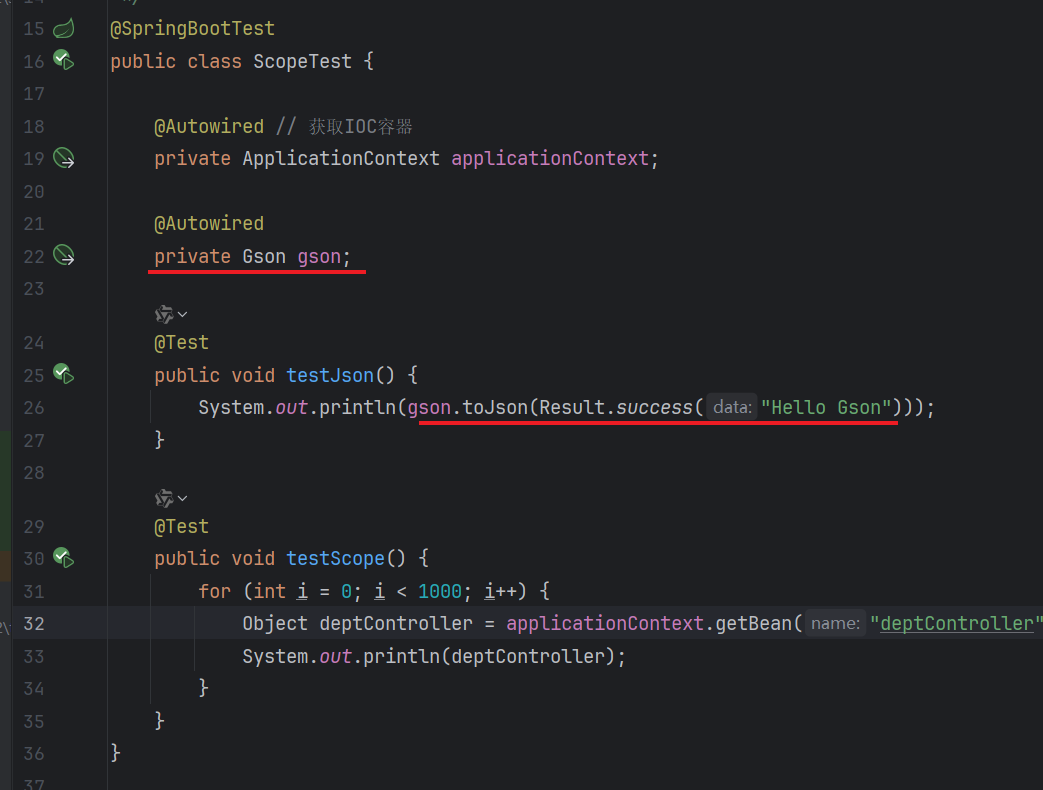 15 @SpringBootTest
16 public class ScopeTest {
17
18 @Autowired // 获取IOC容器
19 private ApplicationContext applicationContext;
20
21 @Autowired
22 private Gson gson;
23
24 @Test
25 public void testJson() {
26 System.out.println(gson.toJson(Result.success( data: "Hello Gson")));
27 }
28
29 @Test
30 public void testScope() {
31 for (int i = 0; i < 1000; i++) {
32 Object deptController = applicationContext.getBean( name: "deptController"
33 System.out.println(deptController);
34 }
35 }
36 }
37